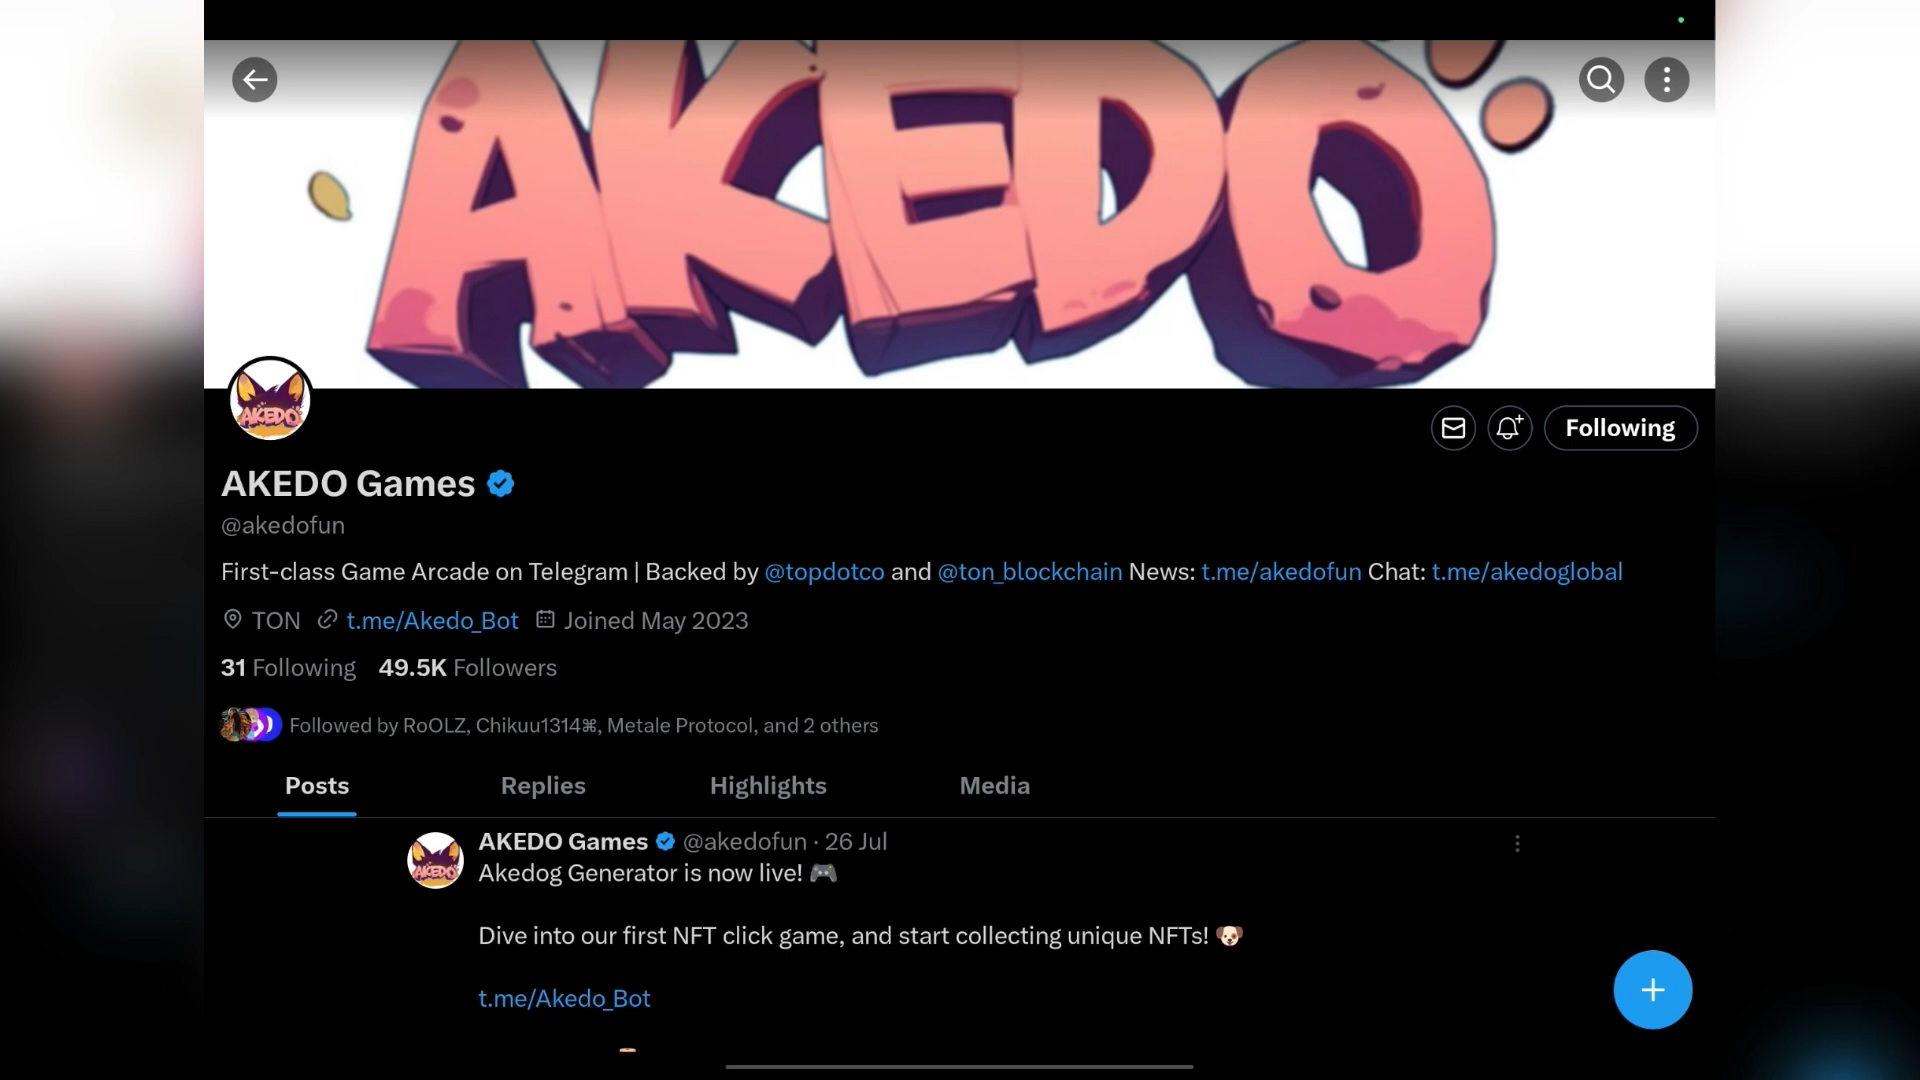 AKEDO
AKEDO
Following
AKEDO Games
@akedofun
First-class Game Arcade on Telegram | Backed by @topdotco and @ton_blockchain News: t.me/akedofun Chat: t.me/akedoglobal
TON t.me/Akedo_Bot Joined May 2023
31 Following 49.5K Followers
Followed by RoOLZ, Chikuu1314⌘, Metale Protocol, and 2 others
Posts Replies Highlights Media
AKEDO Games @akedofun · 26 Jul
AKEDO
Akedog Generator is now live! 🎮
Dive into our first NFT click game, and start collecting unique NFTs! 🐶
t.me/Akedo_Bot